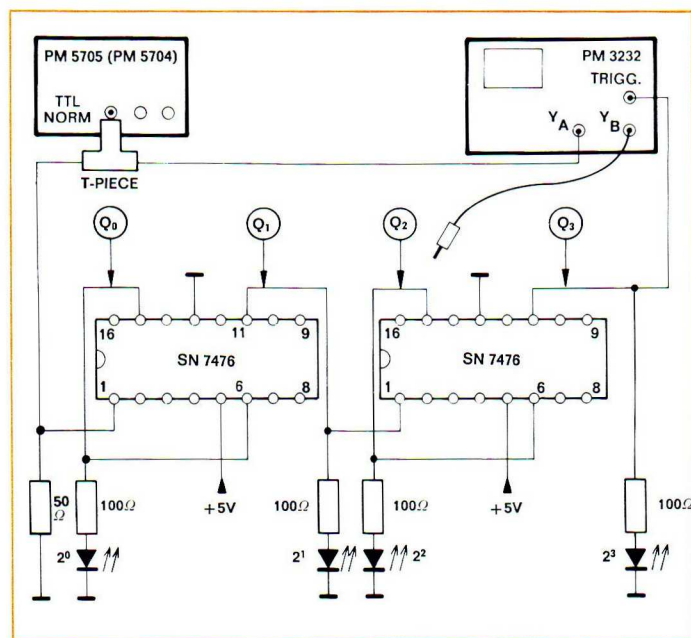 PM 5705 (PM 5704)
TTL
NORM
T-PIECE
PM 3232
TRIGG.
YA
YB
Q0
Q1
Q2
Q3
16
11
9
SN 7476
1
6
8
16
9
SN 7476
1
6
8
50
Ω
100Ω
+5V
100Ω
100Ω
+5V
100Ω
2⁰
2¹
2²
2³